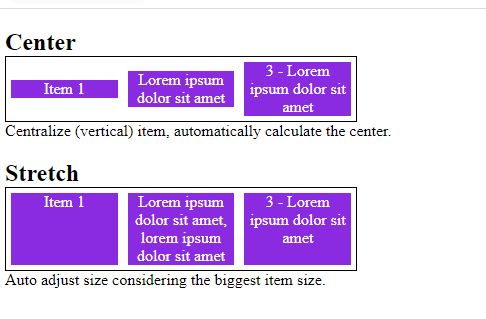 Center
Item 1
Lorem ipsum
dolor sit amet
3 - Lorem
ipsum dolor sit
amet
Centralize (vertical) item, automatically calculate the center.
Stretch
Item 1
Lorem ipsum
dolor sit amet,
lorem ipsum
dolor sit amet
3 - Lorem
ipsum dolor sit
amet
Auto adjust size considering the biggest item size.